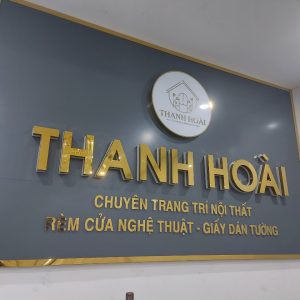 THANH HOÀI
THANH HOÀI
CHUYÊN TRANG TRÍ NỘI THẤT
RÈM CỬA NGHỆ THUẬT - GIẤY DÁN TƯỜNG